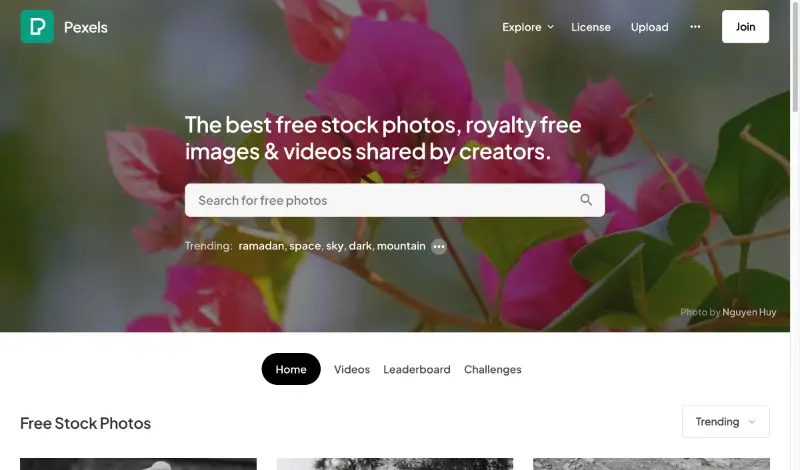 Pexels
Explore
License
Upload
Join
The best free stock photos, royalty free
images & videos shared by creators.
Search for free photos
Trending: ramadan, space, sky, dark, mountain
Photo by Nguyen Huy
Home
Videos
Leaderboard
Challenges
Free Stock Photos
Trending